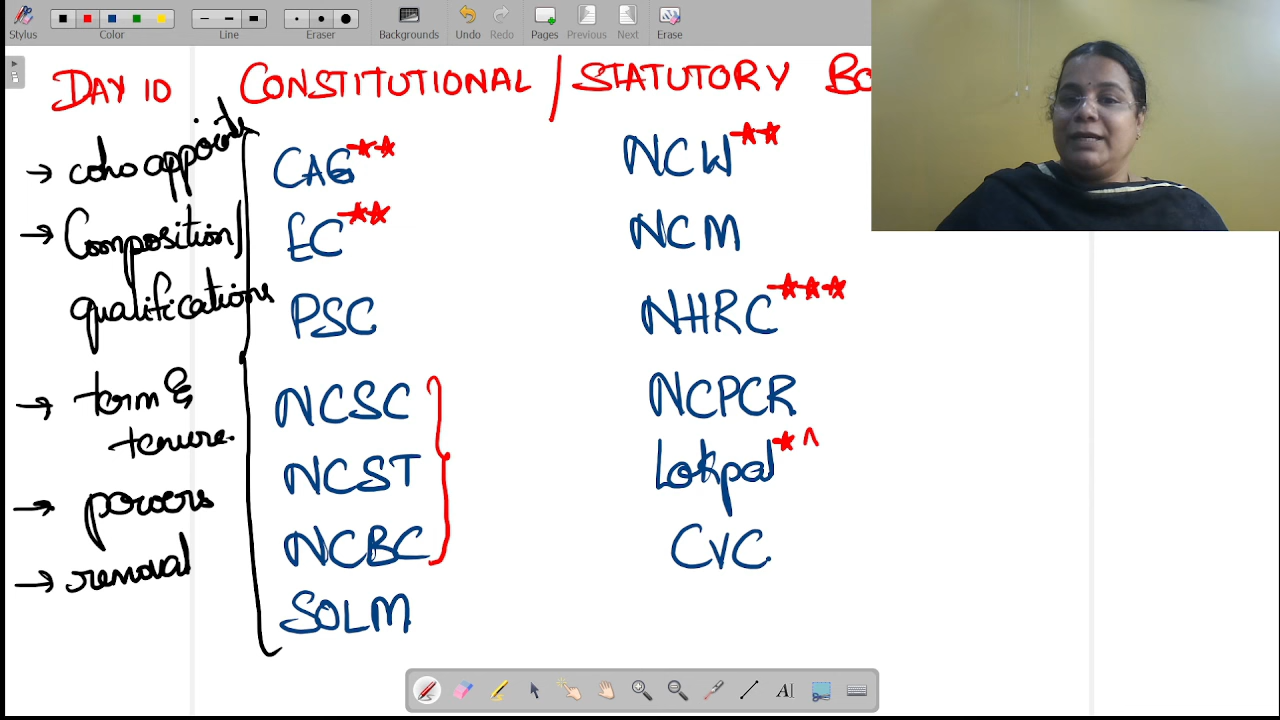 Stylus
Color
Line
Eraser
Backgrounds
Undo
Redo
Pages
Previous
Next
Erase
DAY 10 CONSTITUTIONAL / STATUTORY BO
→ who appoints
→ Composition/
qualifications
→ term &
tenure.
→ powers
→ removal
CAG**
EC**
PSC
NCSC
NCST
NCBC
SOLM
NCW**
NCM
NHRC***
NCPCR
Lokpal*^
CVC
AI